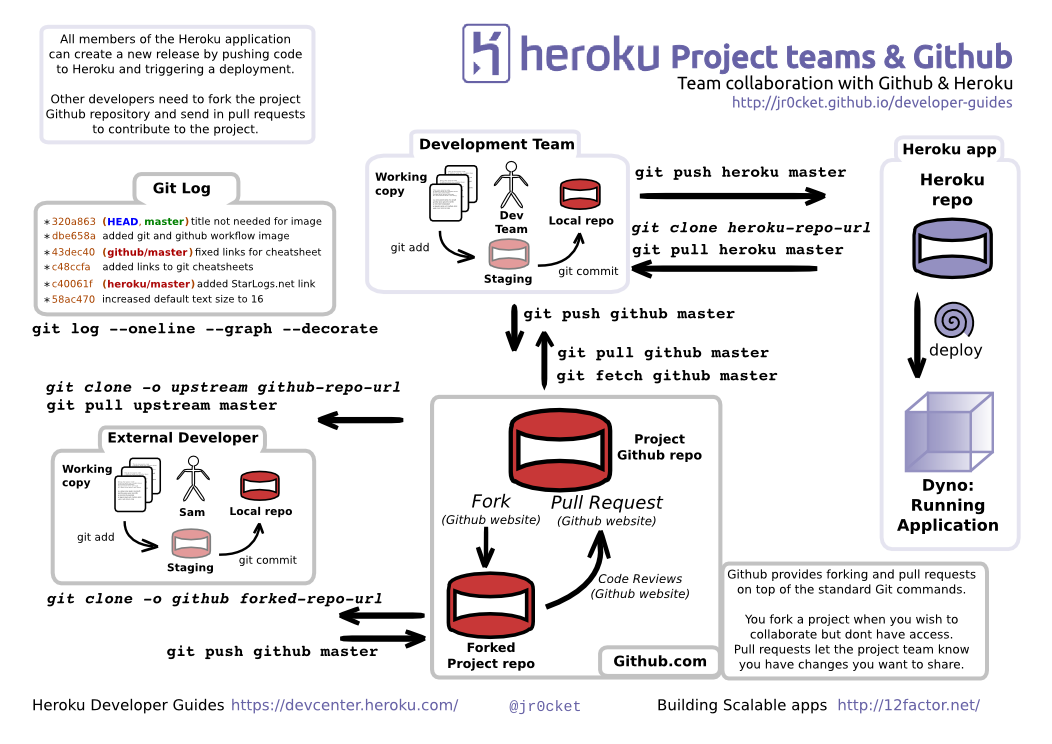 All members of the Heroku application
can create a new release by pushing code
to Heroku and triggering a deployment.
Other developers need to fork the project
Github repository and send in pull requests
to contribute to the project.
heroku Project teams & Github
Team collaboration with Github & Heroku
http://jr0cket.github.io/developer-guides
Git Log
* 320a863 (HEAD, master) title not needed for image
* dbe658a added git and github workflow image
* 43dec40 (github/master) fixed links for cheatsheet
* c48ccfa added links to git cheatsheets
* c40061f (heroku/master) added StarLogs.net link
* 58ac470 increased default text size to 16
git log --oneline --graph --decorate
Development Team
Working
copy
Dev
Team
Local repo
git add
Staging
git commit
git push heroku master
git clone heroku-repo-url
git pull heroku master
Heroku app
Heroku
repo
deploy
Dyno:
Running
Application
git push github master
git pull github master
git fetch github master
git clone -o upstream github-repo-url
git pull upstream master
External Developer
Working
copy
Sam
Local repo
git add
Staging
git commit
git clone -o github forked-repo-url
git push github master
Project
Github repo
Fork
(Github website)
Pull Request
(Github website)
Code Reviews
(Github website)
Forked
Project repo
Github.com
Github provides forking and pull requests
on top of the standard Git commands.
You fork a project when you wish to
collaborate but dont have access.
Pull requests let the project team know
you have changes you want to share.
Heroku Developer Guides https://devcenter.heroku.com/
@jr0cket
Building Scalable apps http://12factor.net/